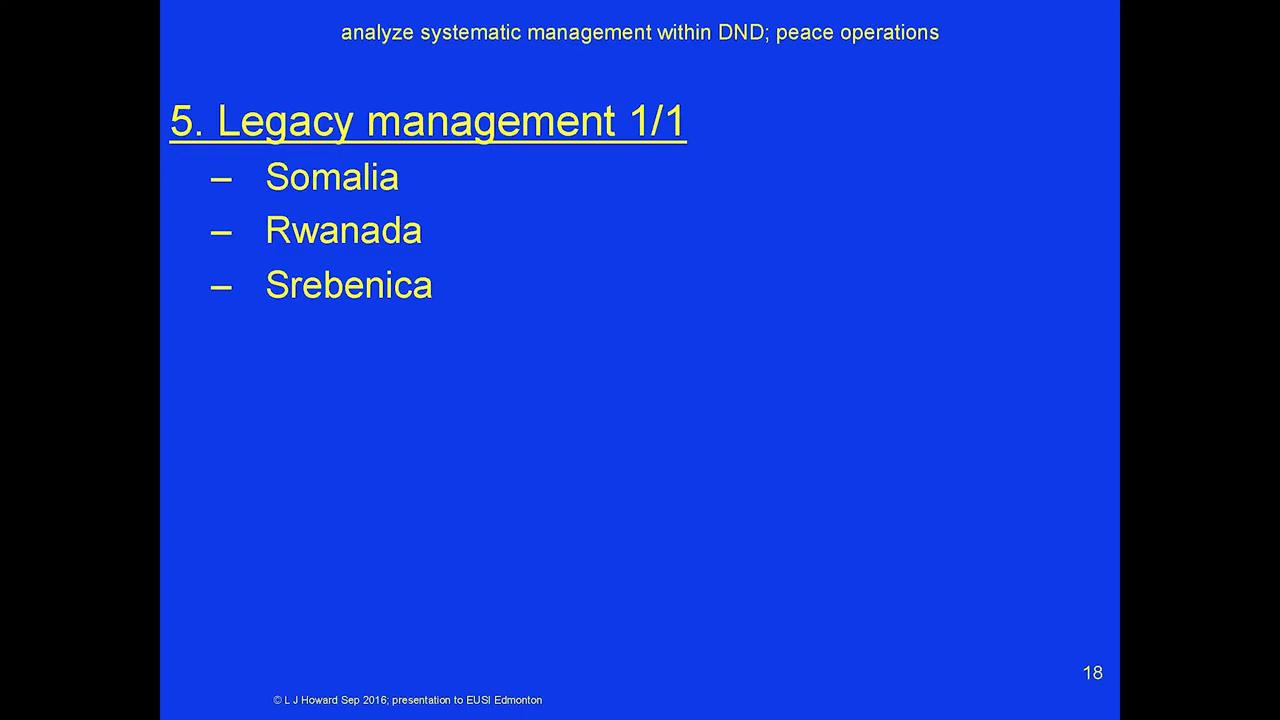 analyze systematic management within DND; peace operations
5. Legacy management 1/1
– Somalia
– Rwanada
– Srebenica
18
© L J Howard Sep 2016; presentation to EUSI Edmonton